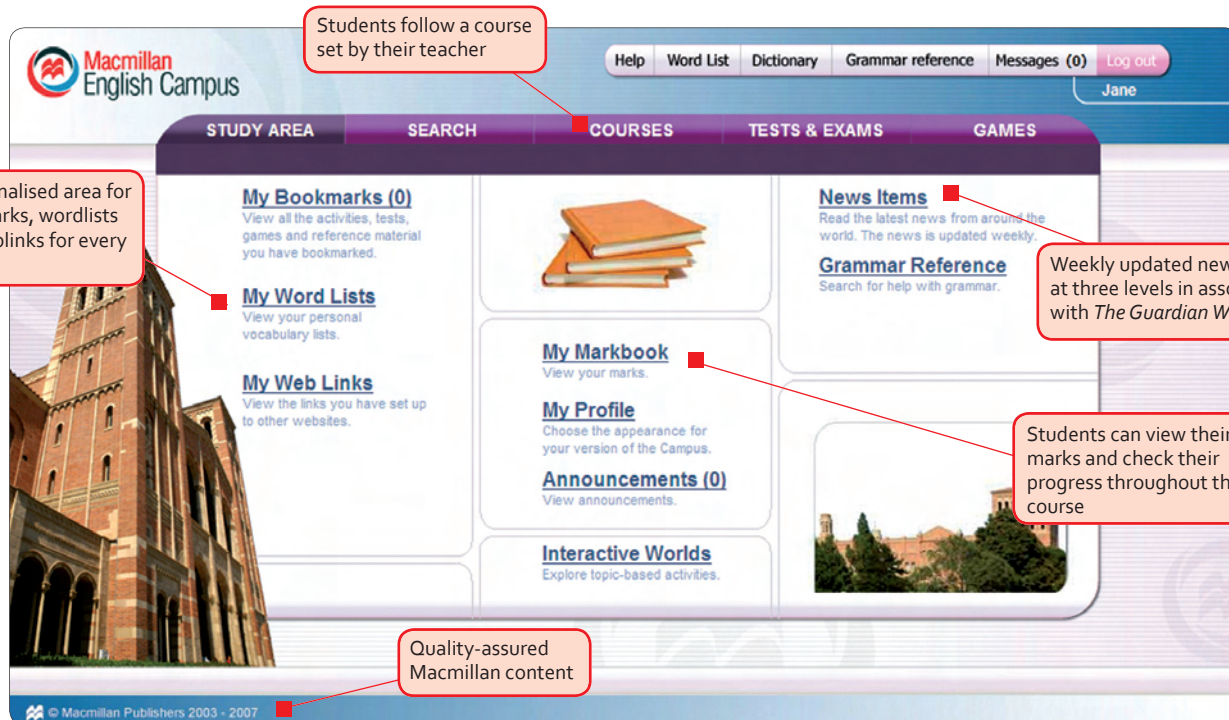 Students follow a course
set by their teacher
Macmillan
English Campus
Help Word List Dictionary Grammar reference Messages (0) Log out
Jane
STUDY AREA SEARCH COURSES TESTS & EXAMS GAMES
area for
wordlists
for every
My Bookmarks (0)
View all the activities, tests,
games and reference material
you have bookmarked.
My Word Lists
View your personal
vocabulary lists.
My Web Links
View the links you have set up
to other websites.
My Markbook
View your marks.
My Profile
Choose the appearance for
your version of the Campus.
Announcements (0)
View announcements.
Interactive Worlds
Explore topic-based activities.
News Items
Read the latest news from around the
world. The news is updated weekly.
Grammar Reference
Search for help with grammar.
Weekly updated
at three levels in
with The Guardian
Students can view their
marks and check their
progress throughout
course
Quality-assured
Macmillan content
© Macmillan Publishers 2003 - 2007